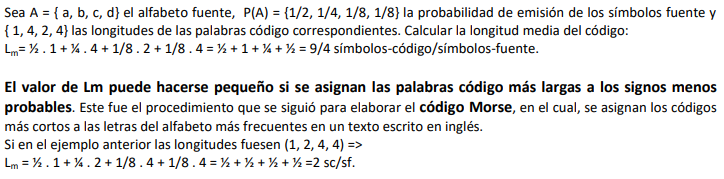 Sea A = { a, b, c, d} el alfabeto fuente,  P(A) = {1/2, 1/4, 1/8, 1/8} la probabilidad de emisión de los símbolos fuente y
{ 1, 4, 2, 4} las longitudes de las palabras código correspondientes. Calcular la longitud media del código:
Lm= ½ . 1 + ¼ . 4 + 1/8 . 2 + 1/8 . 4 = ½ + 1 + ¼ + ½ = 9/4 símbolos-código/símbolos-fuente.
El valor de Lm puede hacerse pequeño si se asignan las palabras código más largas a los signos menos
probables. Este fue el procedimiento que se siguió para elaborar el código Morse, en el cual, se asignan los códigos
más cortos a las letras del alfabeto más frecuentes en un texto escrito en inglés.
Si en el ejemplo anterior las longitudes fuesen (1, 2, 4, 4) =>
Lm = ½ . 1 + ¼ . 2 + 1/8 . 4 + 1/8 . 4 = ½ + ½ + ½ + ½ =2 sc/sf.